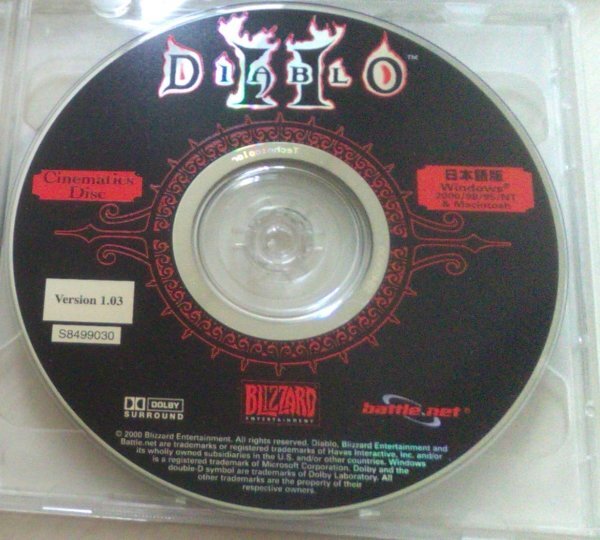 DIABLO II™
Cinematics
Disc
日本語版
Windows®
2000/98/95/NT
& Macintosh
Version 1.03
S8499030
DOLBY
SURROUND
BLIZZARD
ENTERTAINMENT
battle.net®
© 2000 Blizzard Entertainment. All rights reserved. Diablo, Blizzard Entertainment and
Battle.net are trademarks or registered trademarks of Havas Interactive, Inc. and/or
its wholly owned subsidiaries in the U.S. and/or other countries. Windows
is a registered trademark of Microsoft Corporation. Dolby and the
double-D symbol are trademarks of Dolby Laboratory. All
other trademarks are the property of their
respective owners.